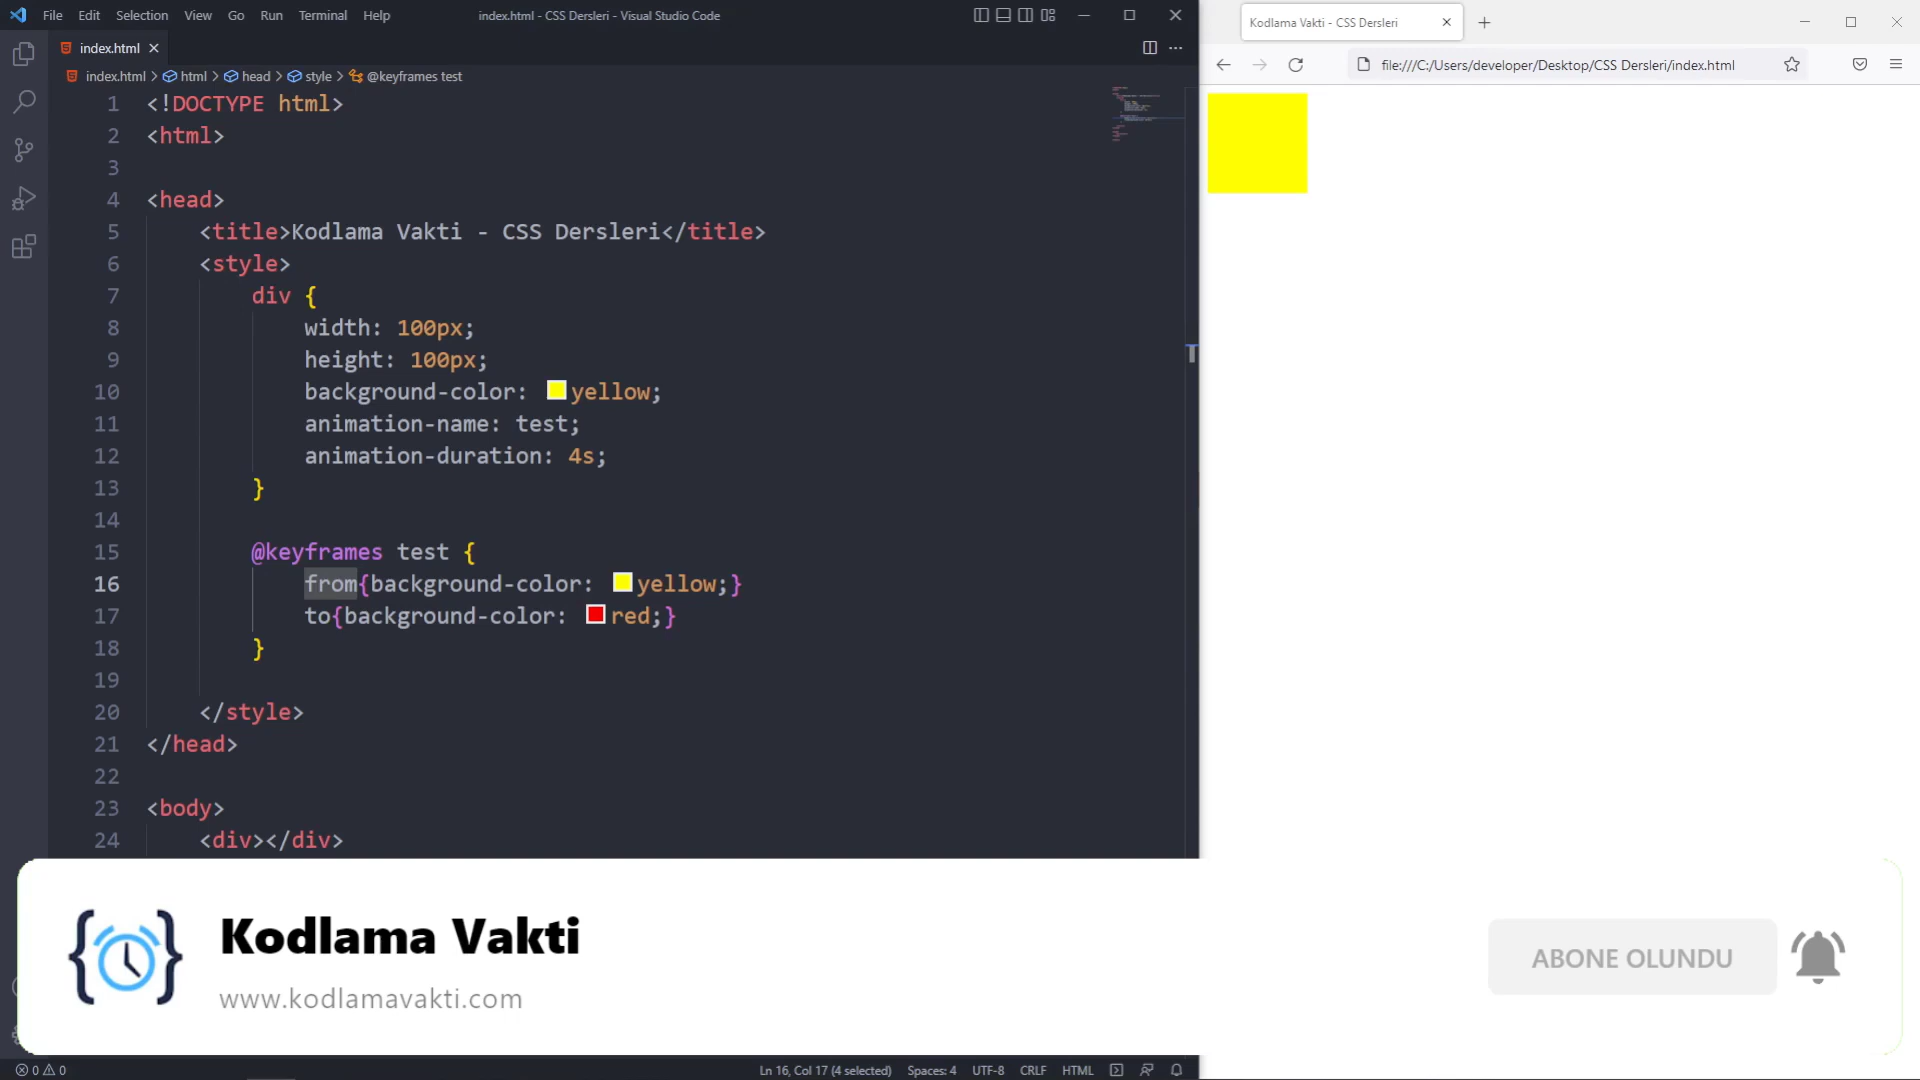 File Edit Selection View Go Run Terminal Help
index.html - CSS Dersleri - Visual Studio Code
index.html
index.html > html > head > style > @keyframes test
1 <!DOCTYPE html>
2 <html>
3
4 <head>
5 <title>Kodlama Vakti - CSS Dersleri</title>
6 <style>
7 div {
8 width: 100px;
9 height: 100px;
10 background-color: yellow;
11 animation-name: test;
12 animation-duration: 4s;
13 }
14
15 @keyframes test {
16 from{background-color: yellow;}
17 to{background-color: red;}
18 }
19
20 </style>
21 </head>
22
23 <body>
24 <div></div>
Kodlama Vakti - CSS Dersleri
file:///C:/Users/developer/Desktop/CSS Dersleri/index.html
Kodlama Vakti
www.kodlamavakti.com
ABONE OLUNDU
0 0
Ln 16, Col 17 (4 selected) Spaces: 4 UTF-8 CRLF HTML